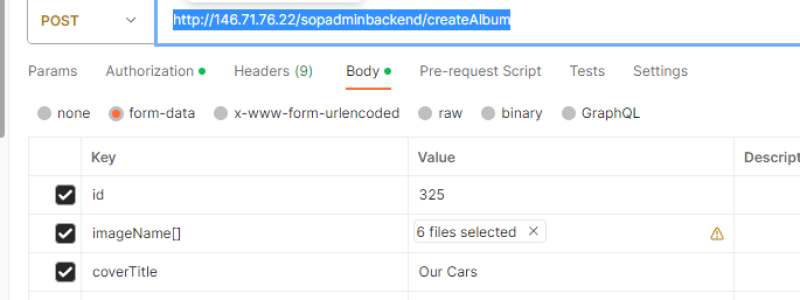 POST http://146.71.76.22/sopadminbackend/createAlbum
Params Authorization Headers (9) Body Pre-request Script Tests Settings
none form-data x-www-form-urlencoded raw binary GraphQL
Key Value Descript
id 325
imageName[] 6 files selected
coverTitle Our Cars